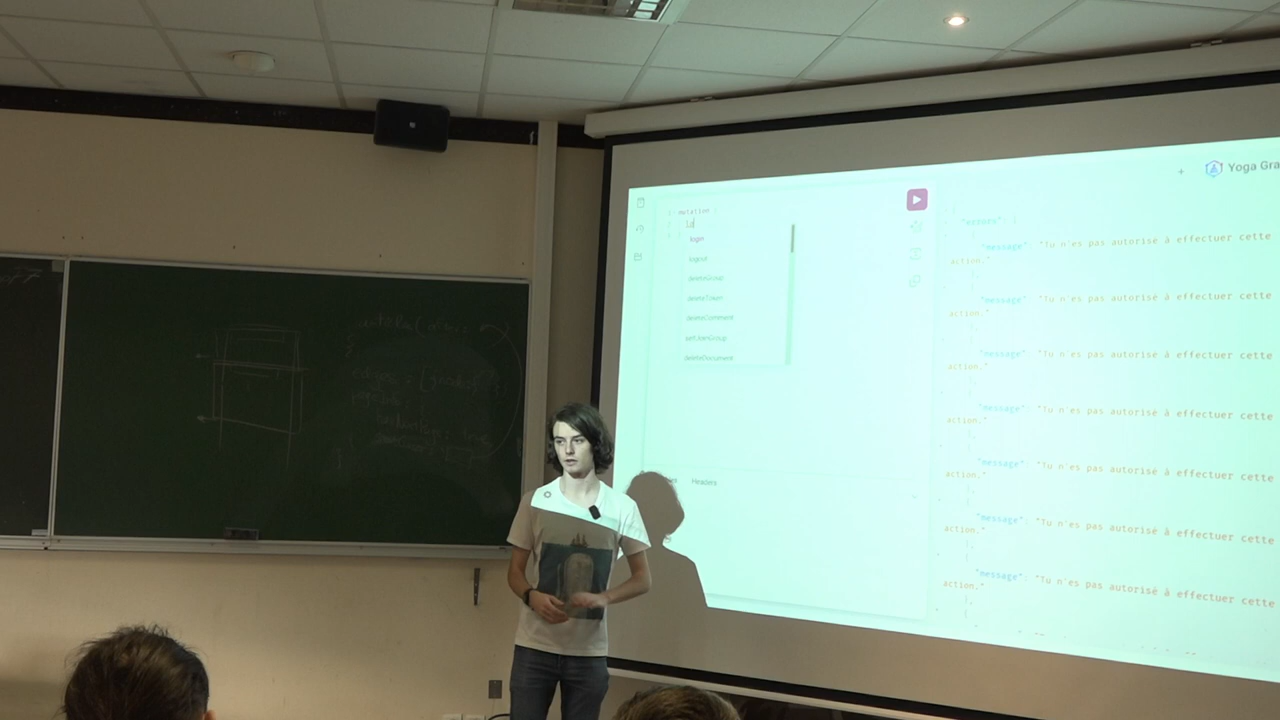 Yoga Gra
mutation
lo
login
logout
deleteGroup
deleteToken
deleteComment
setJoinGroup
deleteDocument
Headers
"errors": [
"message": "Tu n'es pas autorisé à effectuer cette
action."
"message": "Tu n'es pas autorisé à effectuer cette
action."
"message": "Tu n'es pas autorisé à effectuer cette
action."
"message": "Tu n'es pas autorisé à effectuer cette
action."
"message": "Tu n'es pas autorisé à effectuer cette
action."
"message": "Tu n'es pas autorisé à effectuer cette
action."
"message": "Tu n'es pas autorisé à effectuer cette
action."